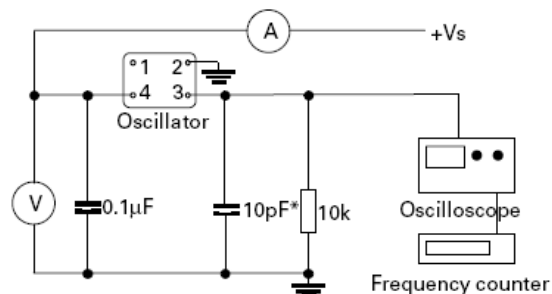 A
+Vs
1 2
4 3
Oscillator
V
0.1µF
10pF*
10k
Oscilloscope
Frequency counter